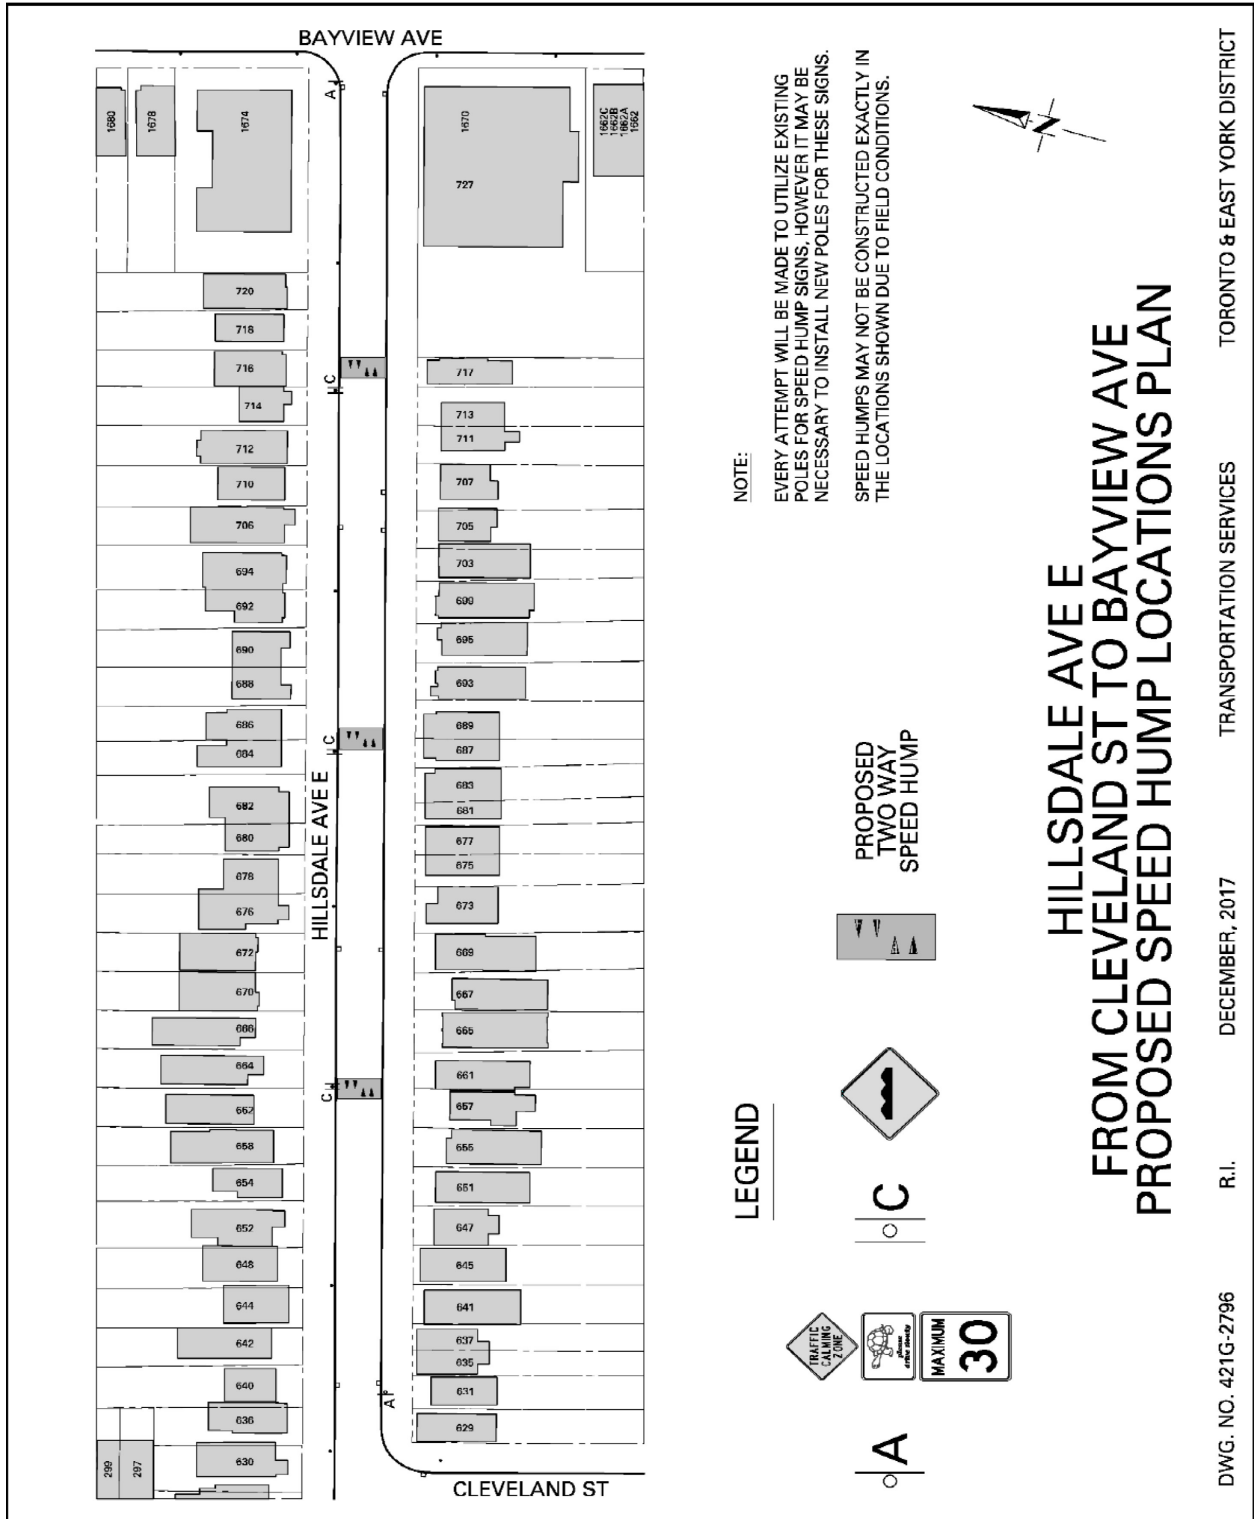 BAYVIEW AVE
A
1680
1678
1674
1670
727
1662C
1662B
1662A
1662
720
718
716
714
712
710
706
694
692
690
688
686
684
682
680
678
676
672
670
666
664
662
658
654
652
648
644
642
640
636
630
299
297
C
C
C
HILLSDALE AVE E
717
713
711
707
705
703
699
695
693
689
687
683
681
677
675
673
669
667
665
661
657
655
651
647
645
641
637
635
631
629
A
CLEVELAND ST
NOTE:
EVERY ATTEMPT WILL BE MADE TO UTILIZE EXISTING
POLES FOR SPEED HUMP SIGNS, HOWEVER IT MAY BE
NECESSARY TO INSTALL NEW POLES FOR THESE SIGNS.
SPEED HUMPS MAY NOT BE CONSTRUCTED EXACTLY IN
THE LOCATIONS SHOWN DUE TO FIELD CONDITIONS.
N
LEGEND
A
TRAFFIC
CALMING
ZONE
please
drive slowly
MAXIMUM
30
C
PROPOSED
TWO WAY
SPEED HUMP
HILLSDALE AVE E
FROM CLEVELAND ST TO BAYVIEW AVE
PROPOSED SPEED HUMP LOCATIONS PLAN
DWG. NO. 421G-2796
R.I.
DECEMBER, 2017
TRANSPORTATION SERVICES
TORONTO & EAST YORK DISTRICT